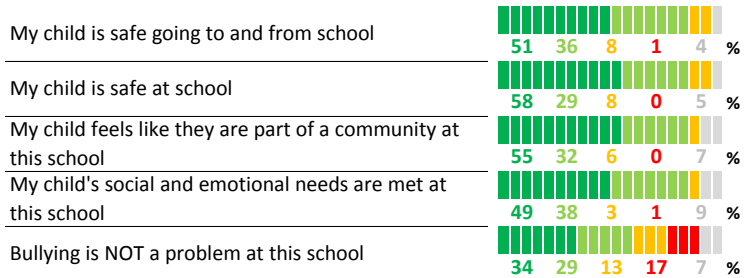 My child is safe going to and from school
51 36 8 1 4 %
My child is safe at school
58 29 8 0 5 %
My child feels like they are part of a community at
this school
55 32 6 0 7 %
My child's social and emotional needs are met at
this school
49 38 3 1 9 %
Bullying is NOT a problem at this school
34 29 13 17 7 %